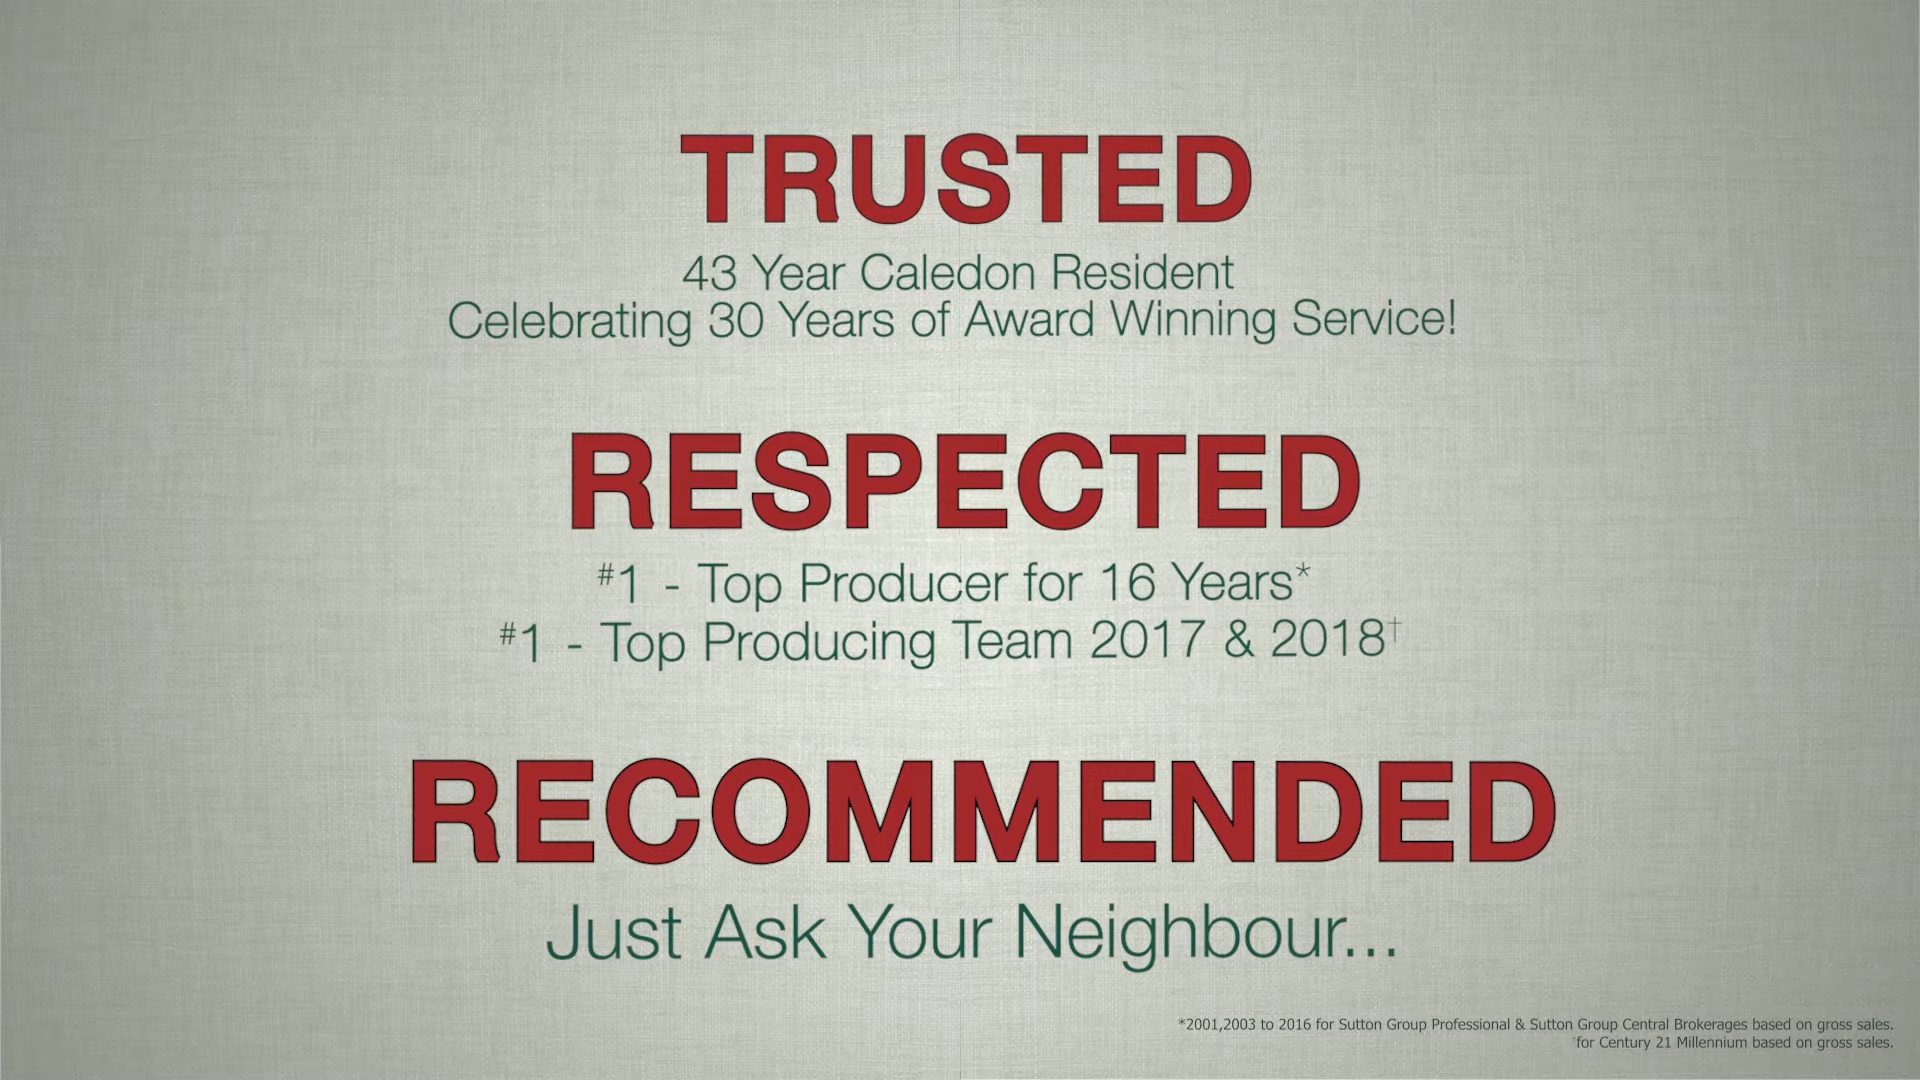 TRUSTED
43 Year Caledon Resident
Celebrating 30 Years of Award Winning Service!
RESPECTED
#1 - Top Producer for 16 Years*
#1 - Top Producing Team 2017 & 2018†
RECOMMENDED
Just Ask Your Neighbour...
*2001,2003 to 2016 for Sutton Group Professional & Sutton Group Central Brokerages based on gross sales.
†for Century 21 Millennium based on gross sales.